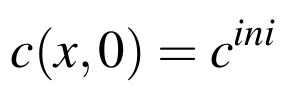 c(x,0) = c^{ini}